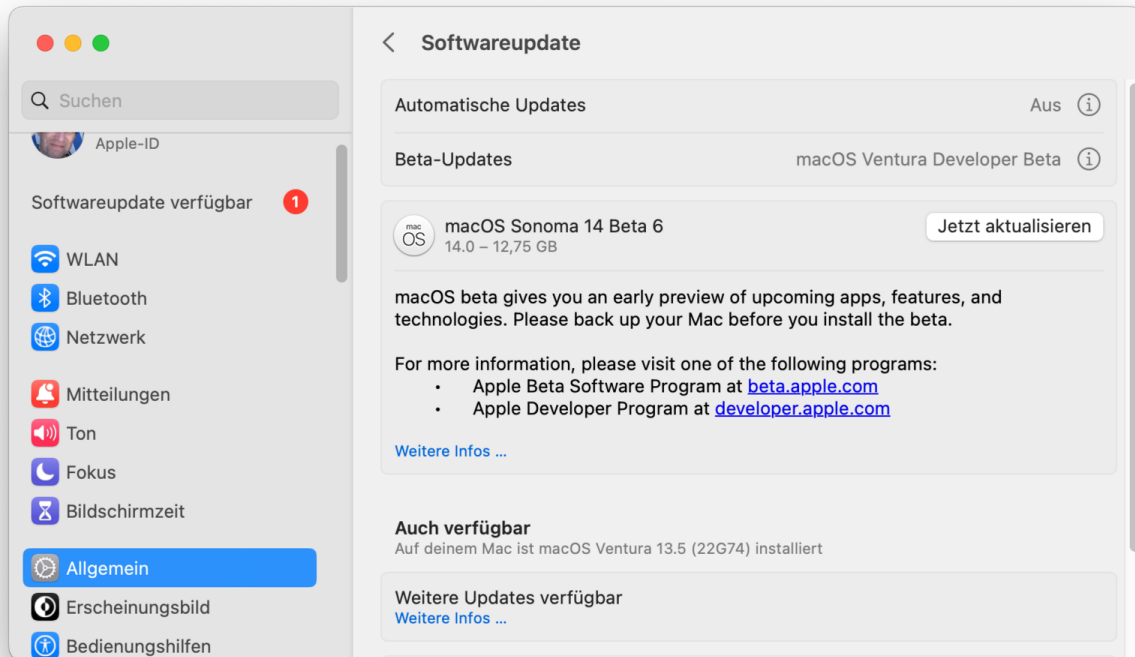 Suchen
Apple-ID
Softwareupdate verfügbar 1
WLAN
Bluetooth
Netzwerk
Mitteilungen
Ton
Fokus
Bildschirmzeit
Allgemein
Erscheinungsbild
Bedienungshilfen
Softwareupdate
Automatische Updates Aus
Beta-Updates macOS Ventura Developer Beta
mac
OS
macOS Sonoma 14 Beta 6
14.0 – 12,75 GB
Jetzt aktualisieren
macOS beta gives you an early preview of upcoming apps, features, and
technologies. Please back up your Mac before you install the beta.
For more information, please visit one of the following programs:
• Apple Beta Software Program at beta.apple.com
• Apple Developer Program at developer.apple.com
Weitere Infos ...
Auch verfügbar
Auf deinem Mac ist macOS Ventura 13.5 (22G74) installiert
Weitere Updates verfügbar
Weitere Infos ...